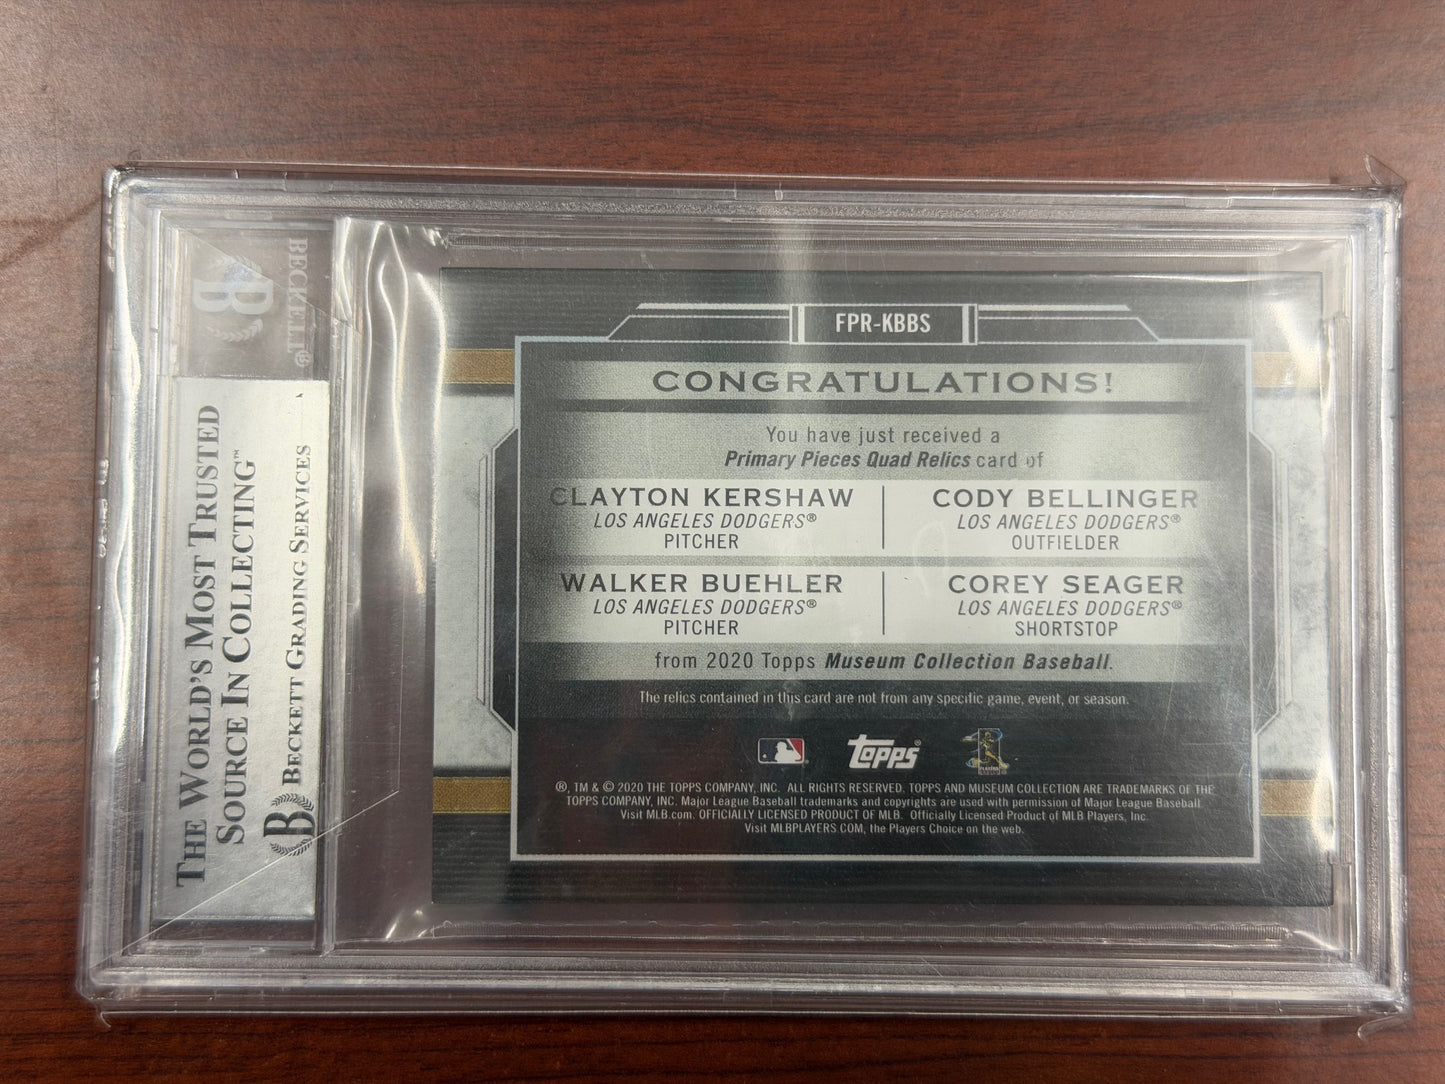 BECKETT®
B
THE WORLD'S MOST TRUSTED
SOURCE IN COLLECTING™
B BECKETT GRADING SERVICES
FPR-KBBS
CONGRATULATIONS!
You have just received a
Primary Pieces Quad Relics card of
CLAYTON KERSHAW
LOS ANGELES DODGERS®
PITCHER
CODY BELLINGER
LOS ANGELES DODGERS®
OUTFIELDER
WALKER BUEHLER
LOS ANGELES DODGERS®
PITCHER
COREY SEAGER
LOS ANGELES DODGERS®
SHORTSTOP
from 2020 Topps Museum Collection Baseball.
The relics contained in this card are not from any specific game, event, or season.
Topps®
®, TM & © 2020 THE TOPPS COMPANY, INC. ALL RIGHTS RESERVED. TOPPS AND MUSEUM COLLECTION ARE TRADEMARKS OF THE
TOPPS COMPANY, INC. Major League Baseball trademarks and copyrights are used with permission of Major League Baseball.
Visit MLB.com. OFFICIALLY LICENSED PRODUCT OF MLB. Officially Licensed Product of MLB Players, Inc.
Visit MLBPLAYERS.COM, the Players Choice on the web.